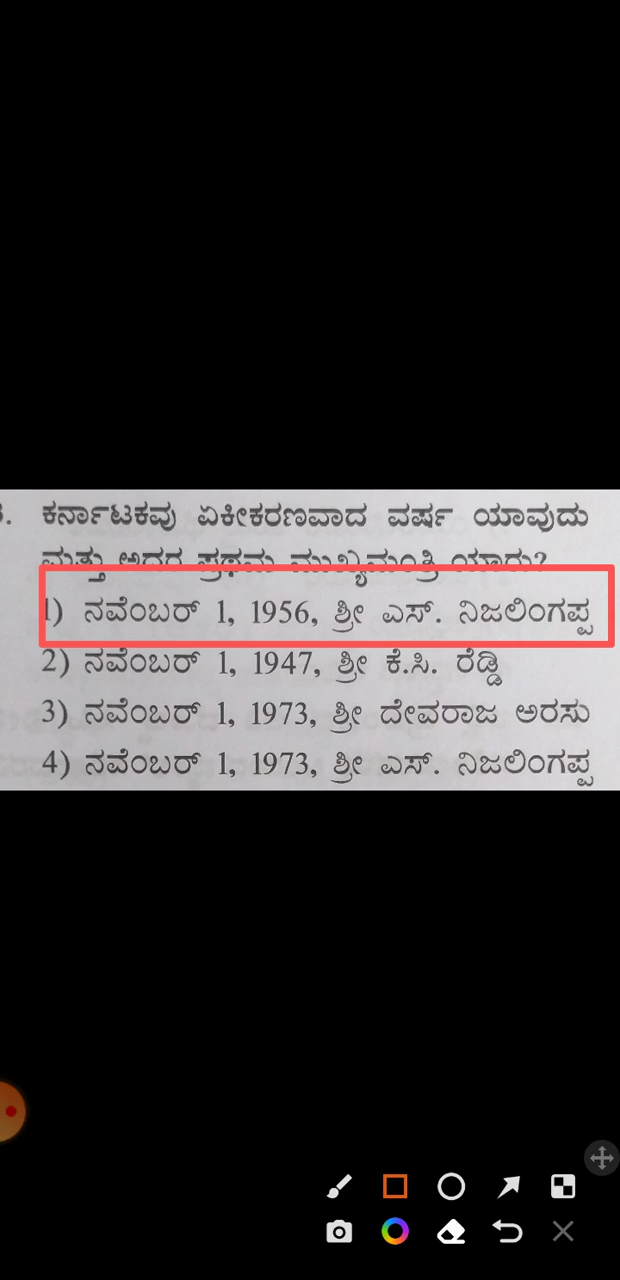 3. ಕರ್ನಾಟಕವು ಏಕೀಕರಣವಾದ ವರ್ಷ ಯಾವುದು
ಮತ್ತು ಅದರ ಪ್ರಥಮ ಮುಖ್ಯಮಂತ್ರಿ ಯಾರು?
1) ನವೆಂಬರ್ 1, 1956, ಶ್ರೀ ಎಸ್. ನಿಜಲಿಂಗಪ್ಪ
2) ನವೆಂಬರ್ 1, 1947, ಶ್ರೀ ಕೆ.ಸಿ. ರೆಡ್ಡಿ
3) ನವೆಂಬರ್ 1, 1973, ಶ್ರೀ ದೇವರಾಜ ಅರಸು
4) ನವೆಂಬರ್ 1, 1973, ಶ್ರೀ ಎಸ್. ನಿಜಲಿಂಗಪ್ಪ